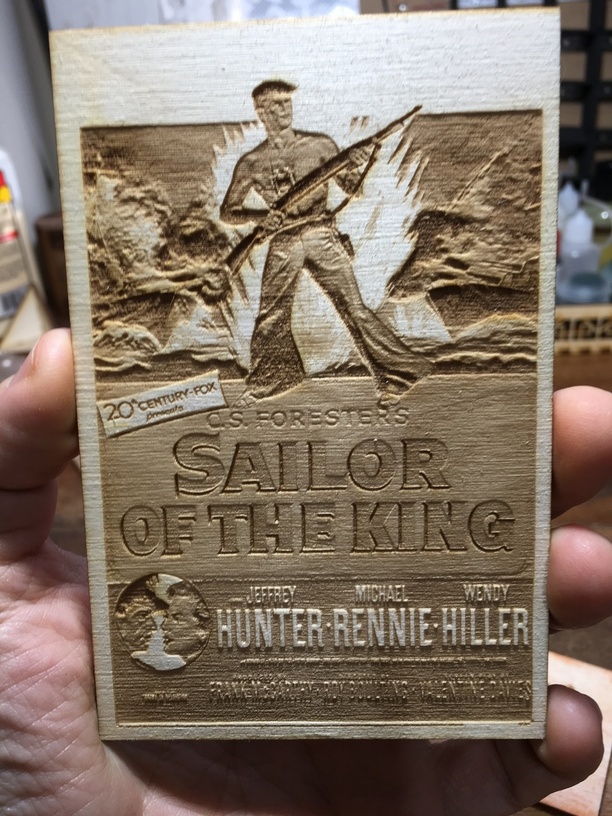 20th CENTURY-FOX
presents
C.S. FORESTER'S
SAILOR
OF THE KING
JEFFREY MICHAEL WENDY
HUNTER · RENNIE · HILLER
FRANK McCARTHY · ROY BOULTING · VALENTINE DAVIES